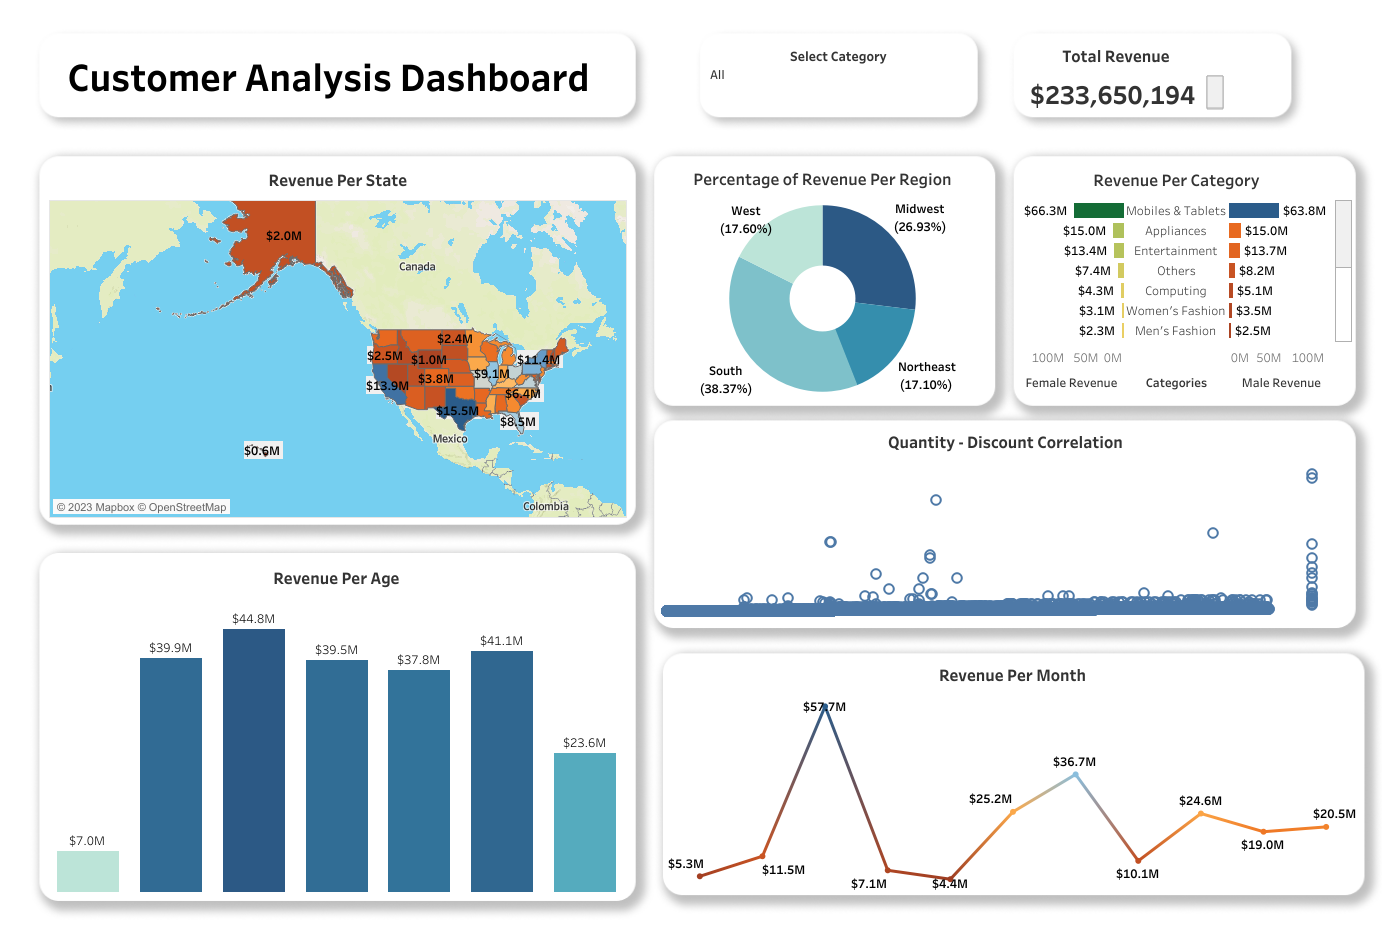 Customer Analysis Dashboard
Select Category
All
Total Revenue
$233,650,194
Revenue Per State
$2.0M
Canada
$2.4M
$2.5M
$1.0M
$11.4M
$13.9M
$3.8M
$9.1M
$6.4M
$15.5M
$8.5M
Mexico
$0.6M
© 2023 Mapbox © OpenStreetMap
Colombia
Percentage of Revenue Per Region
West
(17.60%)
Midwest
(26.93%)
South
(38.37%)
Northeast
(17.10%)
Revenue Per Category
$66.3M Mobiles & Tablets $63.8M
$15.0M Appliances $15.0M
$13.4M Entertainment $13.7M
$7.4M Others $8.2M
$4.3M Computing $5.1M
$3.1M Women's Fashion $3.5M
$2.3M Men's Fashion $2.5M
100M 50M 0M 0M 50M 100M
Female Revenue Categories Male Revenue
Quantity - Discount Correlation
Revenue Per Age
$7.0M
$39.9M
$44.8M
$39.5M
$37.8M
$41.1M
$23.6M
Revenue Per Month
$5.3M
$11.5M
$57.7M
$7.1M
$4.4M
$25.2M
$36.7M
$10.1M
$24.6M
$19.0M
$20.5M